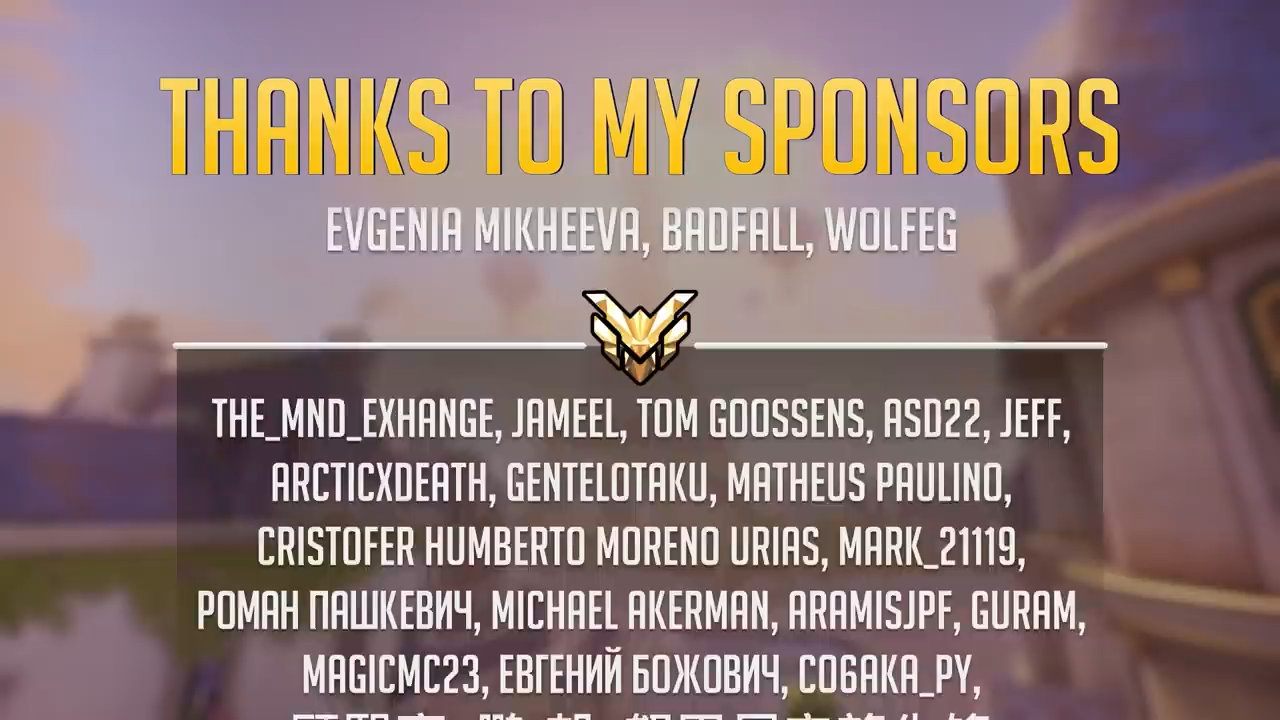 THANKS TO MY SPONSORS
EVGENIA MIKHEEVA, BADFALL, WOLFEG
THE_MND_EXHANGE, JAMEEL, TOM GOOSSENS, ASD22, JEFF,
ARCTICXDEATH, GENTELOTAKU, MATHEUS PAULINO,
CRISTOFER HUMBERTO MORENO URIAS, MARK_21119,
РОМАН ПАШКЕВИЧ, MICHAEL AKERMAN, ARAMISJPF, GURAM,
MAGICMC23, ЕВГЕНИЙ БОЖОВИЧ, CO6AKA_PY,